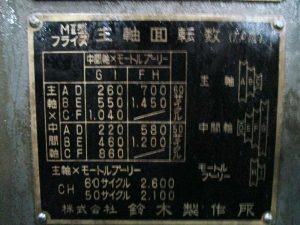 MⅡ型フライス 主軸回転数 (r.p.m)
中間軸×モートルプーリー
G I F H
主軸×中間軸
A D 260 700 60サイクル
B E 550 1.450
C F 1.040
A D 220 580 50サイクル
B E 460 1.200
C F 860
主軸×モートルプーリー
C H 60サイクル 2.600
50サイクル 2.100
主軸
中間軸
モートルプーリー
株式会社 鈴木製作所